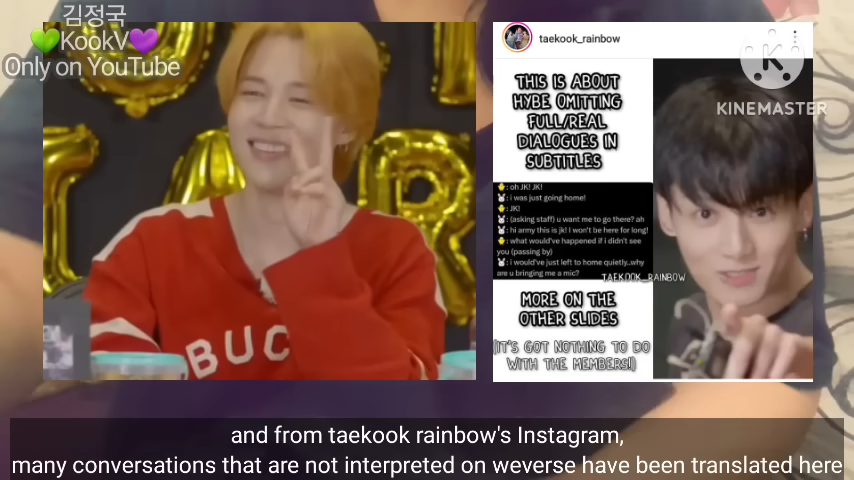 김정국
💚KookV💜
Only on YouTube
BUC
taekook_rainbow
K
KINEMASTER
THIS IS ABOUT
HYBE OMITTING
FULL/REAL
DIALOGUES IN
SUBTITLES
🐥: oh JK! JK!
🐰: i was just going home!
🐥: JK!
🐰: (asking staff) u want me to go there? ah
🐰: hi army this is jk! I won't be here for long!
🐥: what would've happened if i didn't see
you (passing by)
🐰: i would've just left to home quietly..why
are u bringing me a mic?
TAEKOOK_RAINBOW
MORE ON THE
OTHER SLIDES
(IT'S GOT NOTHING TO DO
WITH THE MEMBERS!)
and from taekook rainbow's Instagram,
many conversations that are not interpreted on weverse have been translated here